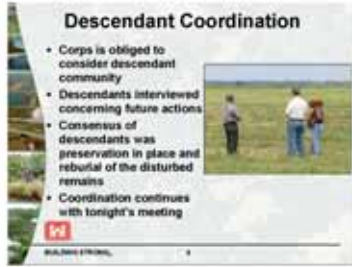 Descendant Coordination
• Corps is obliged to
consider descendant
community
• Descendants interviewed
concerning future actions
• Consensus of
descendants was
preservation in place and
reburial of the disturbed
remains
• Coordination continues
with tonight's meeting
BUILDING STRONG®